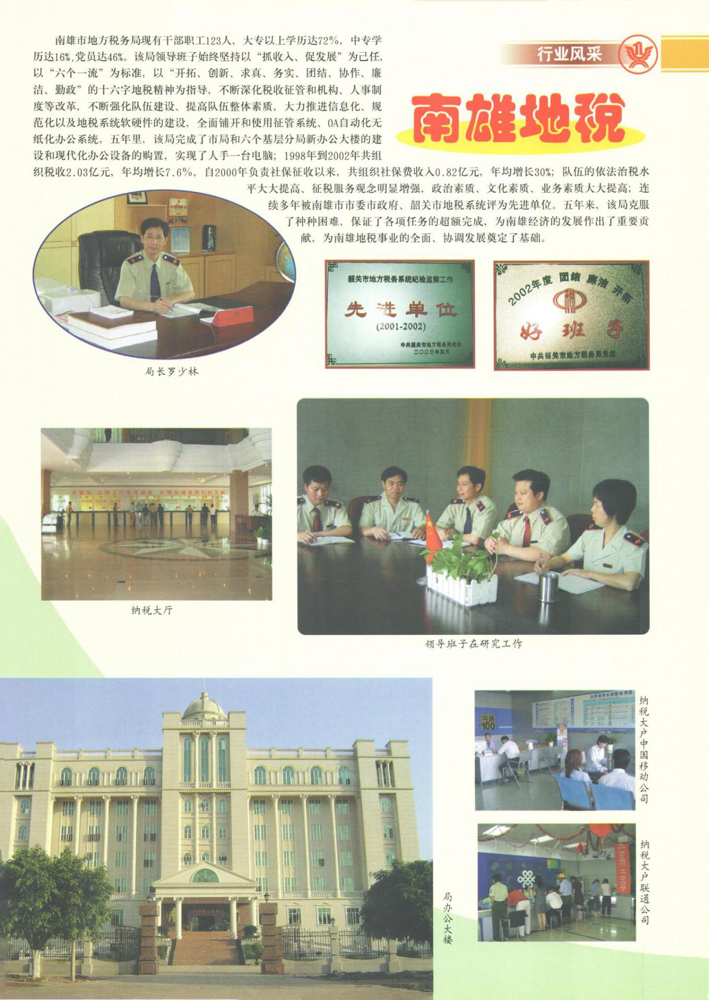 行业风采
南雄地税
南雄市地方税务局现有干部职工123人，大专以上学历达72%，中专学
历达16%,党员达46%。该局领导班子始终坚持以“抓收入、促发展”为己任,
以“六个一流”为标准，以“开拓、创新、求真、务实、团结、协作、廉
洁、勤政”的十六字地税精神为指导，不断深化税收征管和机构、人事制
度等改革，不断强化队伍建设、提高队伍整体素质，大力推进信息化、规
范化以及地税系统软硬件的建设，全面铺开和使用征管系统、OA自动化无
纸化办公系统。五年里，该局完成了市局和六个基层分局新办公大楼的建
设和现代化办公设备的购置，实现了人手一台电脑；1998年到2002年共组
织税收2.03亿元，年均增长7.6%，自2000年负责社保征收以来，共组织社保费收入0.82亿元，年均增长30%；队伍的依法治税水
平大大提高、征税服务观念明显增强，政治素质、文化素质、业务素质大大提高；连
续多年被南雄市市委市政府、韶关市地税系统评为先进单位。五年来，该局克服
了种种困难，保证了各项任务的超额完成，为南雄经济的发展作出了重要贡
献，为南雄地税事业的全面、协调发展奠定了基础。
局长罗少林
韶关市地方税务系统纪检监察工作
先进单位
(2001-2002)
中共韶关市地方税务局党组
二〇〇三年四月
2002年度 团结 廉洁 开拓
好班子
中共韶关市地方税务局党组
纳税大厅
领导班子在研究工作
局办公大楼
沟通
100
纳税大户中国移动公司
纳税大户联通公司